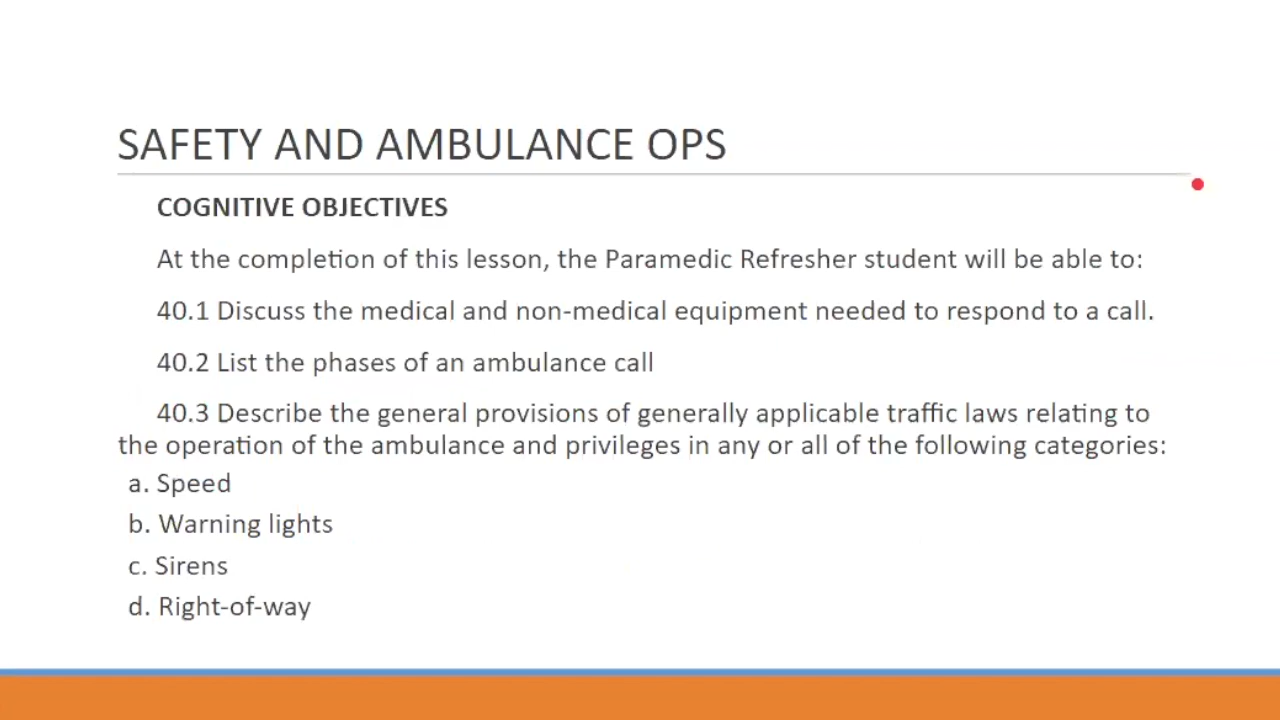 SAFETY AND AMBULANCE OPS
COGNITIVE OBJECTIVES
At the completion of this lesson, the Paramedic Refresher student will be able to:
40.1 Discuss the medical and non-medical equipment needed to respond to a call.
40.2 List the phases of an ambulance call
40.3 Describe the general provisions of generally applicable traffic laws relating to
the operation of the ambulance and privileges in any or all of the following categories:
a. Speed
b. Warning lights
c. Sirens
d. Right-of-way